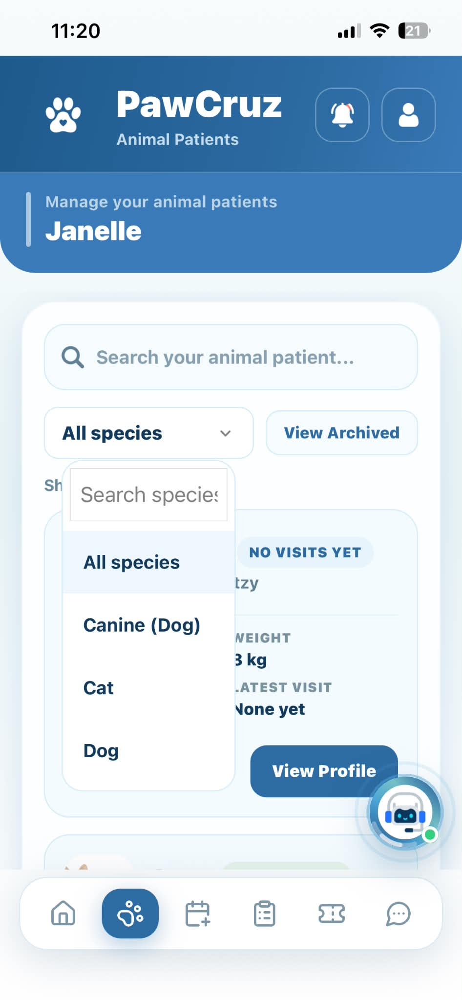 11:20
21
PawCruz
Animal Patients
Manage your animal patients
Janelle
Search your animal patient...
All species
View Archived
Sh
Search species
All species
Canine (Dog)
Cat
Dog
NO VISITS YET
tzy
WEIGHT
3 kg
LATEST VISIT
None yet
View Profile